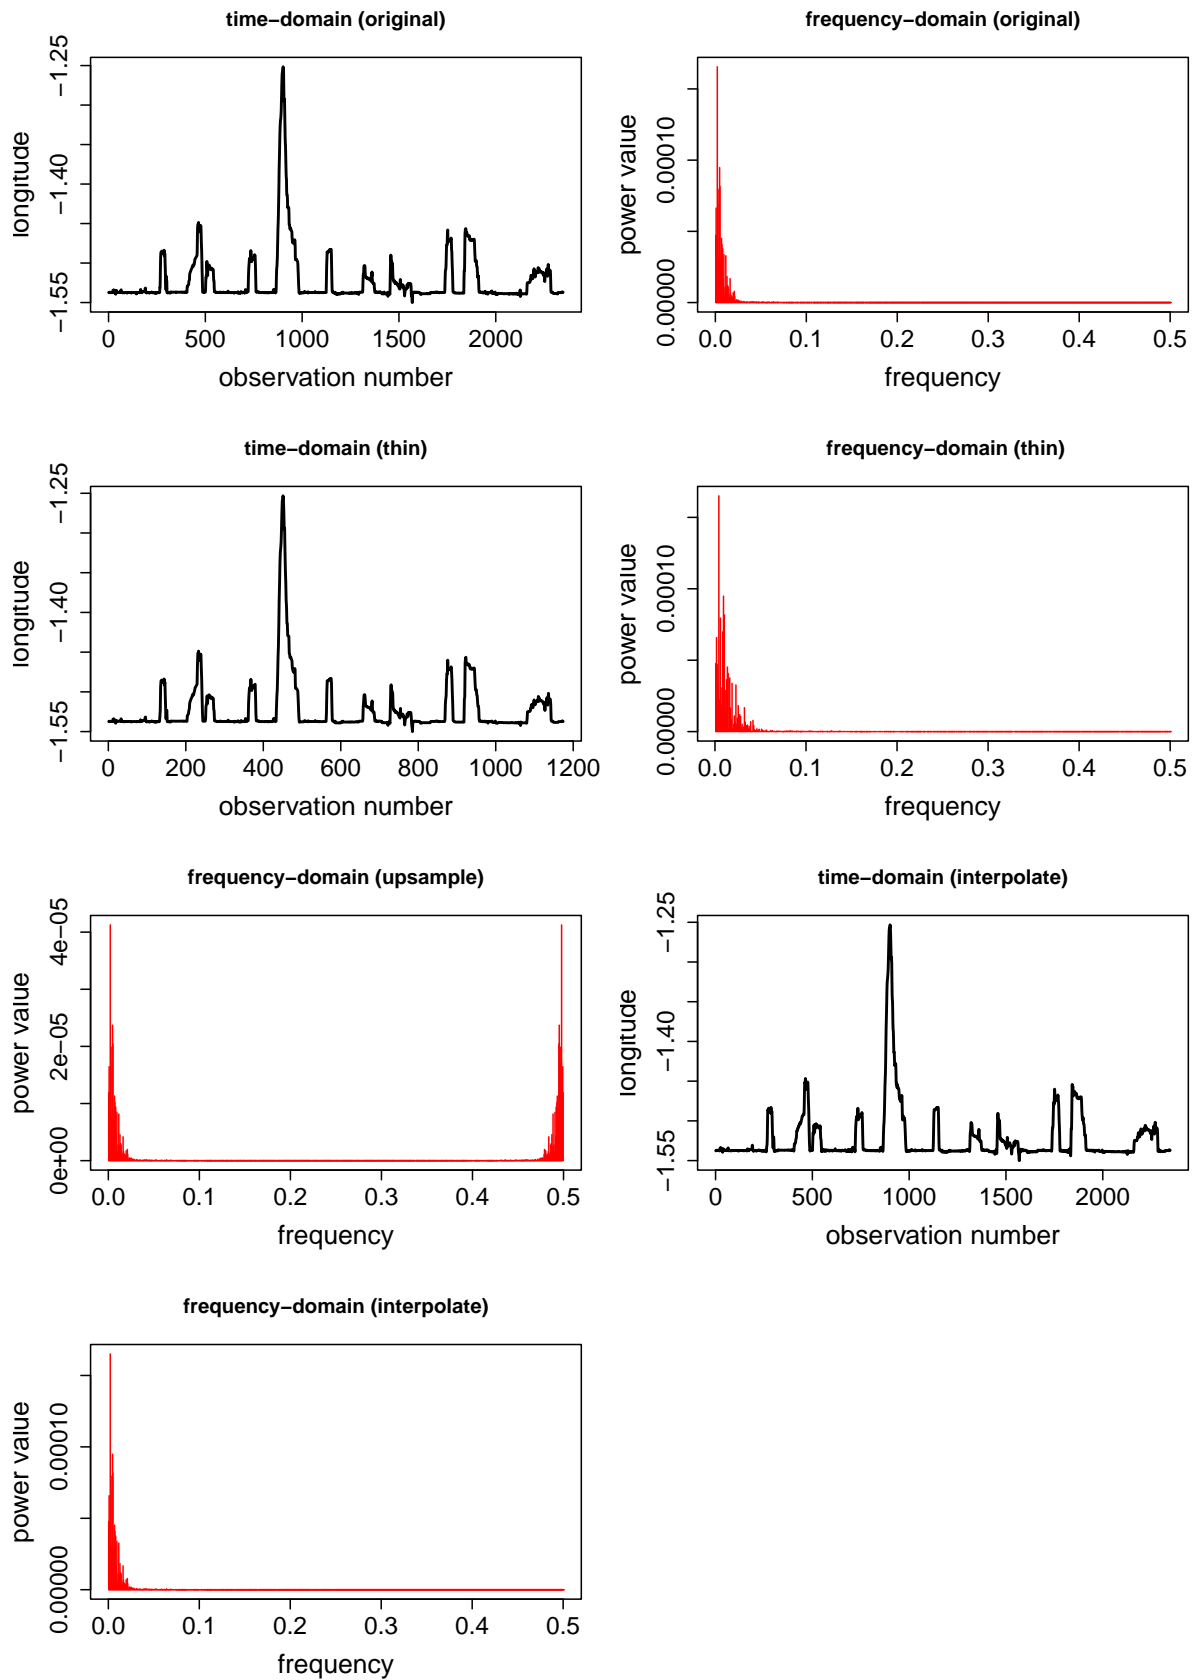 time−domain (original)
longitude
−1.55 −1.40 −1.25
0 500 1000 1500 2000
observation number
frequency−domain (original)
power value
0.00000 0.00010
0.0 0.1 0.2 0.3 0.4 0.5
frequency
time−domain (thin)
longitude
−1.55 −1.40 −1.25
0 200 400 600 800 1000 1200
observation number
frequency−domain (thin)
power value
0.00000 0.00010
0.0 0.1 0.2 0.3 0.4 0.5
frequency
frequency−domain (upsample)
power value
0e+00 2e−05 4e−05
0.0 0.1 0.2 0.3 0.4 0.5
frequency
time−domain (interpolate)
longitude
−1.55 −1.40 −1.25
0 500 1000 1500 2000
observation number
frequency−domain (interpolate)
power value
0.00000 0.00010
0.0 0.1 0.2 0.3 0.4 0.5
frequency